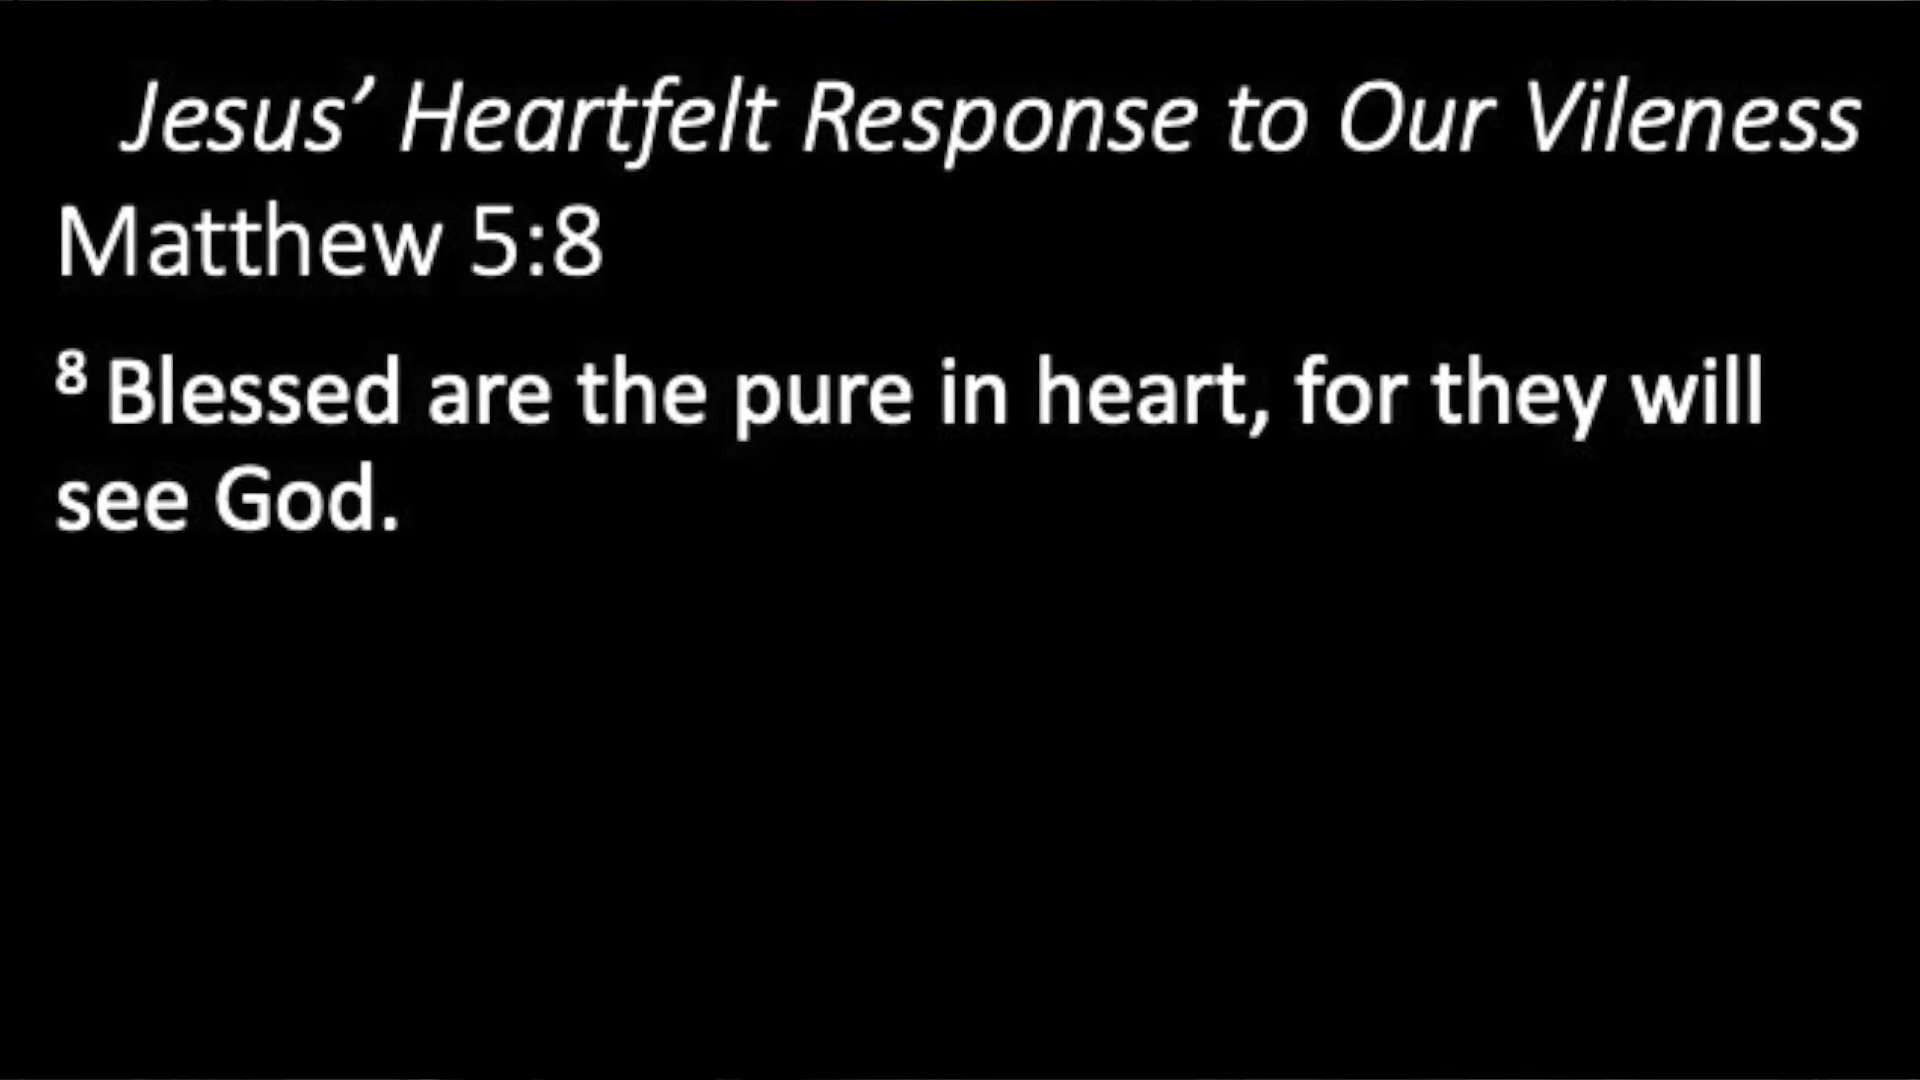 Jesus’ Heartfelt Response to Our Vileness
Matthew 5:8
8 Blessed are the pure in heart, for they will
see God.